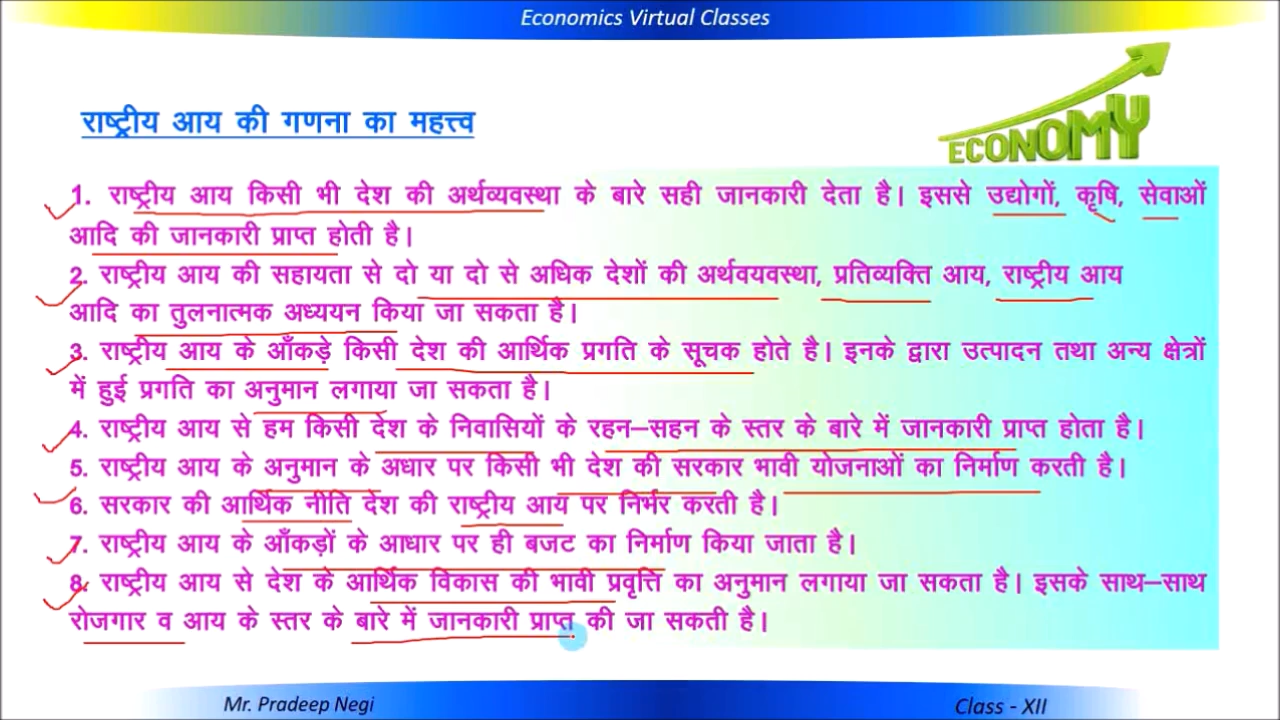 Economics Virtual Classes
ECONOMY
राष्ट्रीय आय की गणना का महत्त्व
1. राष्ट्रीय आय किसी भी देश की अर्थव्यवस्था के बारे सही जानकारी देता है। इससे उद्योगों, कृषि, सेवाओं
आदि की जानकारी प्राप्त होती है।
2. राष्ट्रीय आय की सहायता से दो या दो से अधिक देशों की अर्थवयवस्था, प्रतिव्यक्ति आय, राष्ट्रीय आय
आदि का तुलनात्मक अध्ययन किया जा सकता है।
3. राष्ट्रीय आय के आँकड़े किसी देश की आर्थिक प्रगति के सूचक होते है। इनके द्वारा उत्पादन तथा अन्य क्षेत्रों
में हुई प्रगति का अनुमान लगाया जा सकता है।
4. राष्ट्रीय आय से हम किसी देश के निवासियों के रहन–सहन के स्तर के बारे में जानकारी प्राप्त होता है।
5. राष्ट्रीय आय के अनुमान के अधार पर किसी भी देश की सरकार भावी योजनाओं का निर्माण करती है।
6. सरकार की आर्थिक नीति देश की राष्ट्रीय आय पर निर्भर करती है।
7. राष्ट्रीय आय के आँकड़ों के आधार पर ही बजट का निर्माण किया जाता है।
8. राष्ट्रीय आय से देश के आर्थिक विकास की भावी प्रवृत्ति का अनुमान लगाया जा सकता है। इसके साथ–साथ
रोजगार व आय के स्तर के बारे में जानकारी प्राप्त की जा सकती है।
Mr. Pradeep Negi
Class - XII